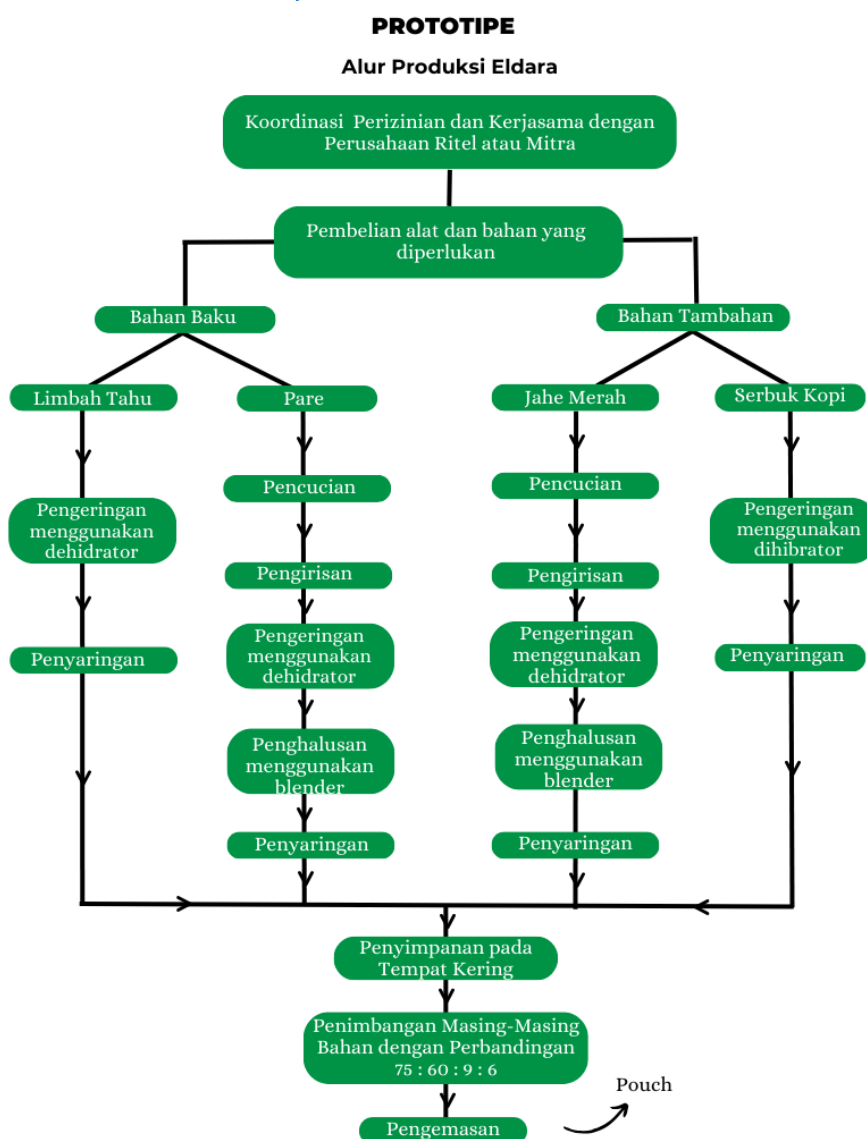 PROTOTIPE
Alur Produksi Eldara
Koordinasi Perizinian dan Kerjasama dengan
Perusahaan Ritel atau Mitra
Pembelian alat dan bahan yang
diperlukan
Bahan Baku
Bahan Tambahan
Limbah Tahu
Pare
Jahe Merah
Serbuk Kopi
Pengeringan
menggunakan
dehidrator
Penyaringan
Pencucian
Pengirisan
Pengeringan
menggunakan
dehidrator
Penghalusan
menggunakan
blender
Penyaringan
Pencucian
Pengirisan
Pengeringan
menggunakan
dehidrator
Penghalusan
menggunakan
blender
Penyaringan
Pengeringan
menggunakan
dihibrator
Penyaringan
Penyimpanan pada
Tempat Kering
Penimbangan Masing-Masing
Bahan dengan Perbandingan
75 : 60 : 9 : 6
Pengemasan
Pouch